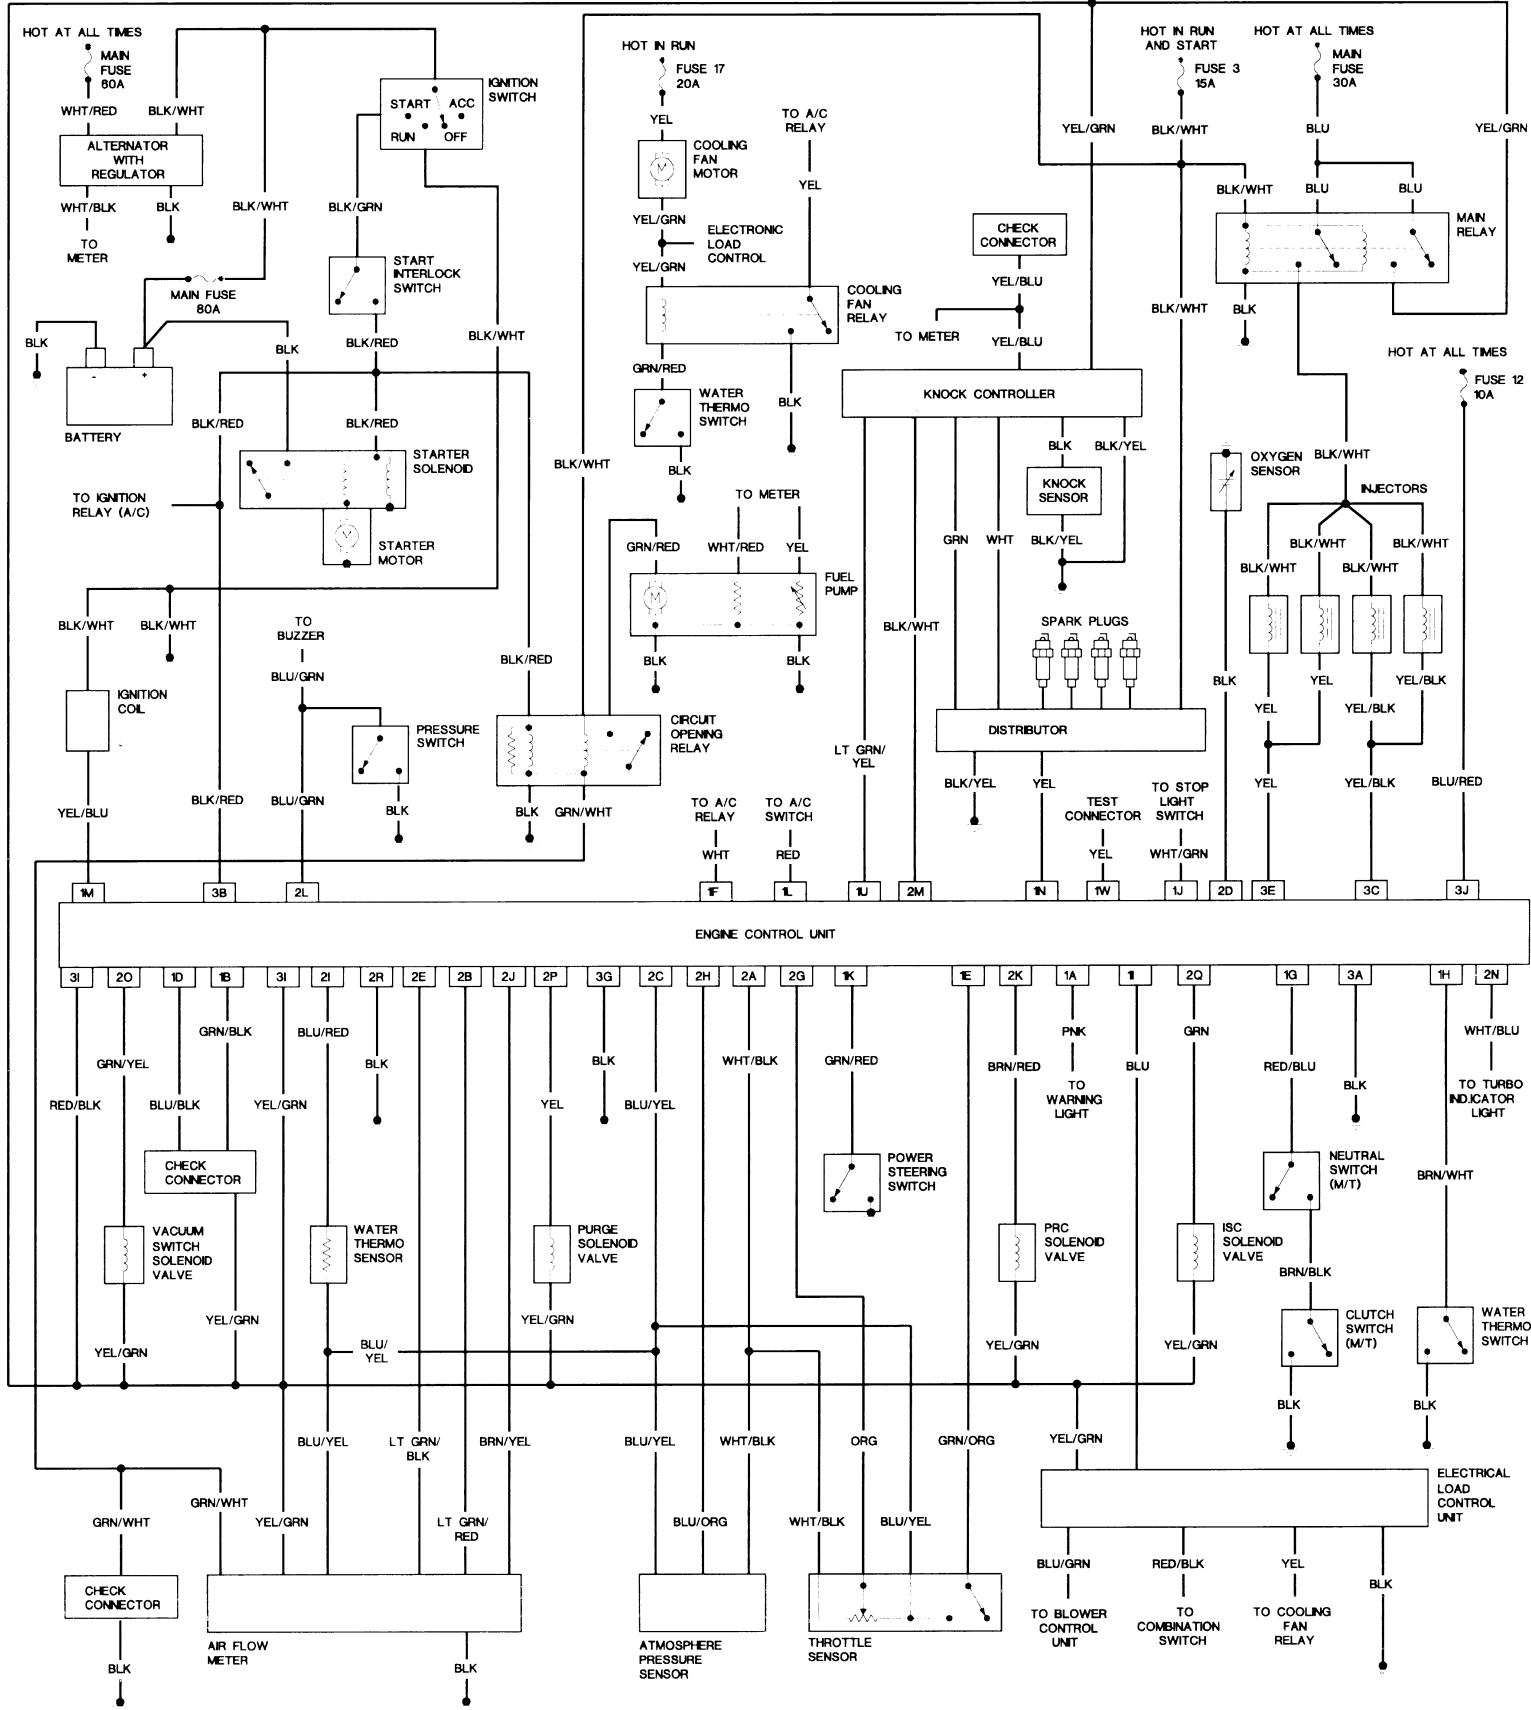 HOT AT ALL TIMES
MAIN
FUSE
80A
WHT/RED
BLK/WHT
ALTERNATOR
WITH
REGULATOR
WHT/BLK
BLK
TO
METER
BLK/WHT
MAIN FUSE
80A
BLK
-
+
BATTERY
BLK
START
ACC
RUN
OFF
IGNITION
SWITCH
BLK/GRN
START
INTERLOCK
SWITCH
BLK/RED
BLK/WHT
BLK/RED
BLK/RED
STARTER
SOLENOID
TO IGNITION
RELAY (A/C)
M
STARTER
MOTOR
BLK/WHT
BLK/WHT
IGNITION
COIL
YEL/BLU
BLK/RED
TO
BUZZER
BLU/GRN
BLU/GRN
PRESSURE
SWITCH
BLK
BLK/RED
CIRCUIT
OPENING
RELAY
BLK
GRN/WHT
HOT IN RUN
FUSE 17
20A
YEL
M
COOLING
FAN
MOTOR
YEL/GRN
ELECTRONIC
LOAD
CONTROL
YEL/GRN
TO A/C
RELAY
YEL
COOLING
FAN
RELAY
GRN/RED
WATER
THERMO
SWITCH
BLK
BLK
BLK/WHT
TO METER
GRN/RED
WHT/RED
YEL
M
FUEL
PUMP
BLK
BLK
TO A/C
RELAY
WHT
TO A/C
SWITCH
RED
CHECK
CONNECTOR
YEL/BLU
TO METER
YEL/BLU
YEL/GRN
KNOCK CONTROLLER
BLK
BLK/YEL
KNOCK
SENSOR
GRN
WHT
BLK/YEL
BLK/WHT
LT GRN/
YEL
SPARK PLUGS
DISTRIBUTOR
BLK/YEL
YEL
TEST
CONNECTOR
YEL
TO STOP
LIGHT
SWITCH
WHT/GRN
HOT IN RUN
AND START
FUSE 3
15A
BLK/WHT
BLK/WHT
HOT AT ALL TIMES
MAIN
FUSE
30A
BLU
YEL/GRN
BLK/WHT
BLU
BLU
MAIN
RELAY
BLK
HOT AT ALL TIMES
FUSE 12
10A
OXYGEN
SENSOR
BLK/WHT
INJECTORS
BLK/WHT
BLK/WHT
BLK/WHT
BLK/WHT
BLK
YEL
YEL
YEL/BLK
YEL/BLK
YEL
YEL/BLK
BLU/RED
1M
3B
2L
1F
1L
1U
2M
1N
1W
1J
2D
3E
3C
3J
ENGINE CONTROL UNIT
3I
2O
1D
1B
3I
2I
2R
2E
2B
2J
2P
3G
2C
2H
2A
2G
1K
1E
2K
1A
1I
2Q
1G
3A
1H
2N
RED/BLK
GRN/YEL
BLU/BLK
GRN/BLK
YEL/GRN
BLU/RED
BLK
YEL
BLK
BLU/YEL
WHT/BLK
GRN/RED
BRN/RED
PNK
TO
WARNING
LIGHT
BLU
GRN
RED/BLU
BLK
WHT/BLU
TO TURBO
INDICATOR
LIGHT
CHECK
CONNECTOR
POWER
STEERING
SWITCH
NEUTRAL
SWITCH
(M/T)
BRN/WHT
VACUUM
SWITCH
SOLENOID
VALVE
WATER
THERMO
SENSOR
PURGE
SOLENOID
VALVE
PRC
SOLENOID
VALVE
ISC
SOLENOID
VALVE
BRN/BLK
CLUTCH
SWITCH
(M/T)
WATER
THERMO
SWITCH
YEL/GRN
YEL/GRN
BLU/
YEL
YEL/GRN
YEL/GRN
YEL/GRN
BLK
BLK
BLU/YEL
LT GRN/
BLK
BRN/YEL
BLU/YEL
WHT/BLK
ORG
GRN/ORG
YEL/GRN
ELECTRICAL
LOAD
CONTROL
UNIT
GRN/WHT
GRN/WHT
YEL/GRN
LT GRN/
RED
BLU/ORG
WHT/BLK
BLU/YEL
BLU/GRN
TO BLOWER
CONTROL
UNIT
RED/BLK
TO
COMBINATION
SWITCH
YEL
TO COOLING
FAN
RELAY
BLK
CHECK
CONNECTOR
BLK
AIR FLOW
METER
BLK
ATMOSPHERE
PRESSURE
SENSOR
THROTTLE
SENSOR